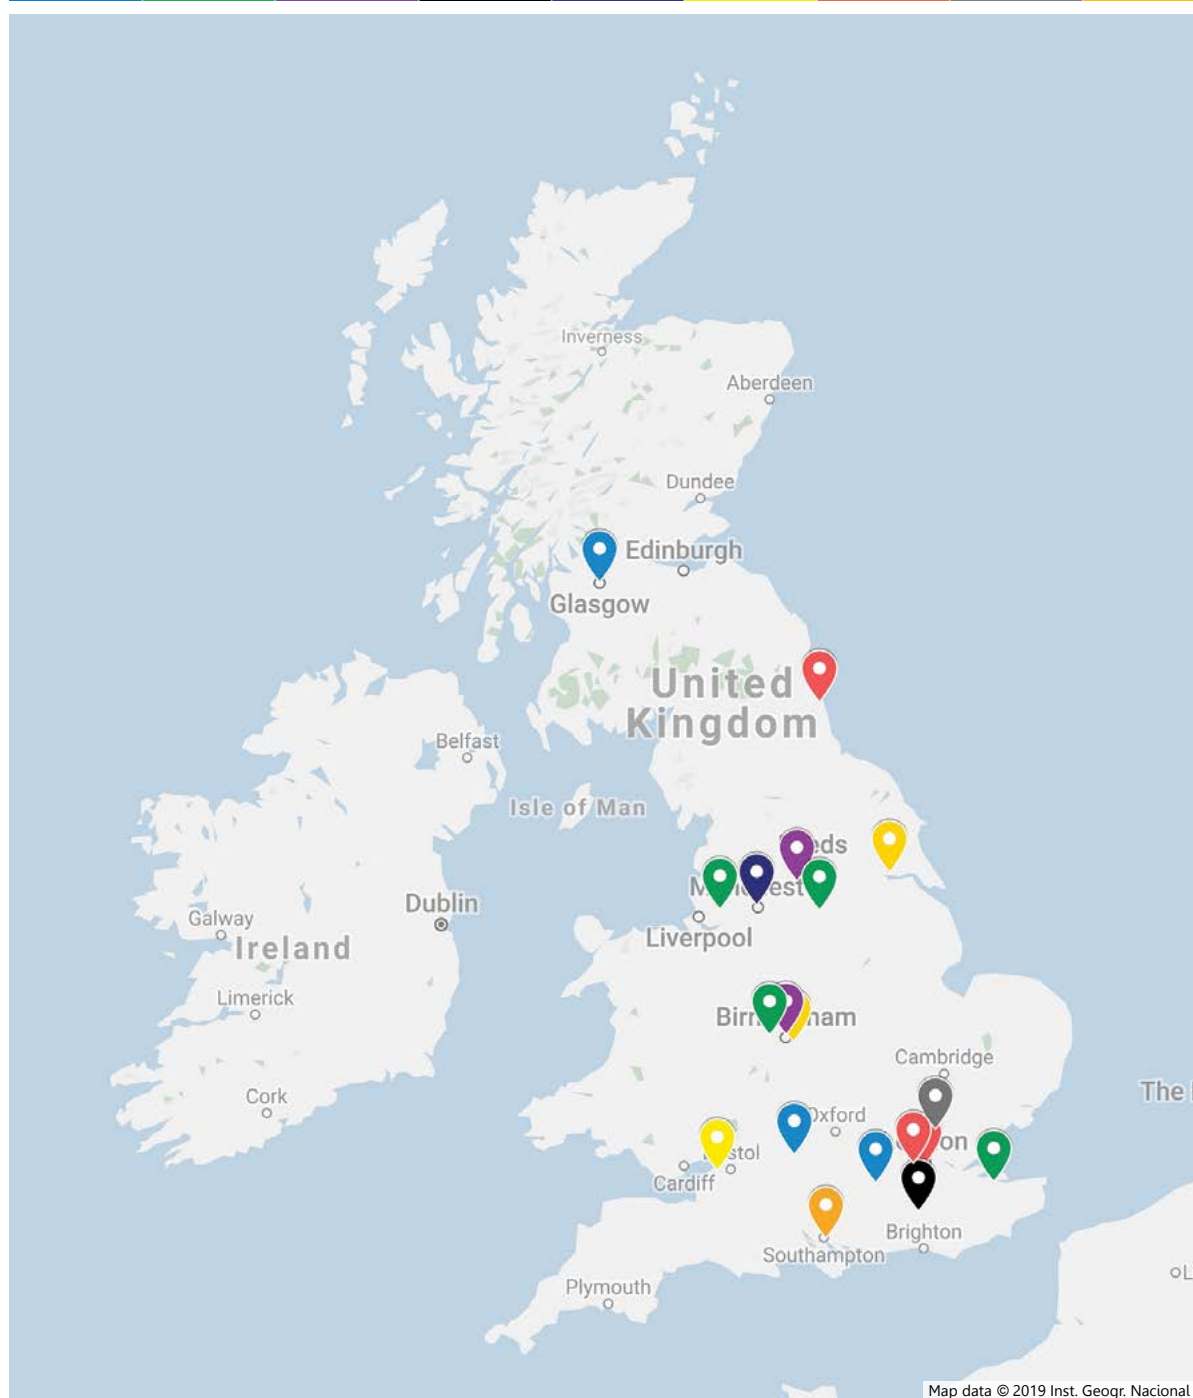 Inverness
Aberdeen
Dundee
Edinburgh
Glasgow
United
Kingdom
Belfast
Isle of Man
Dublin
Galway
Ireland
Liverpool
Limerick
Cambridge
The
Cork
Oxford
Cardiff
Brighton
Southampton
Plymouth
Map data © 2019 Inst. Geogr. Nacional